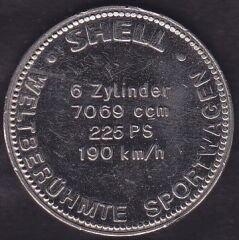 SHELL
6 Zylinder
7069 ccm
225 PS
190 km/h
WELTBERÜHMTE SPORTWAGEN